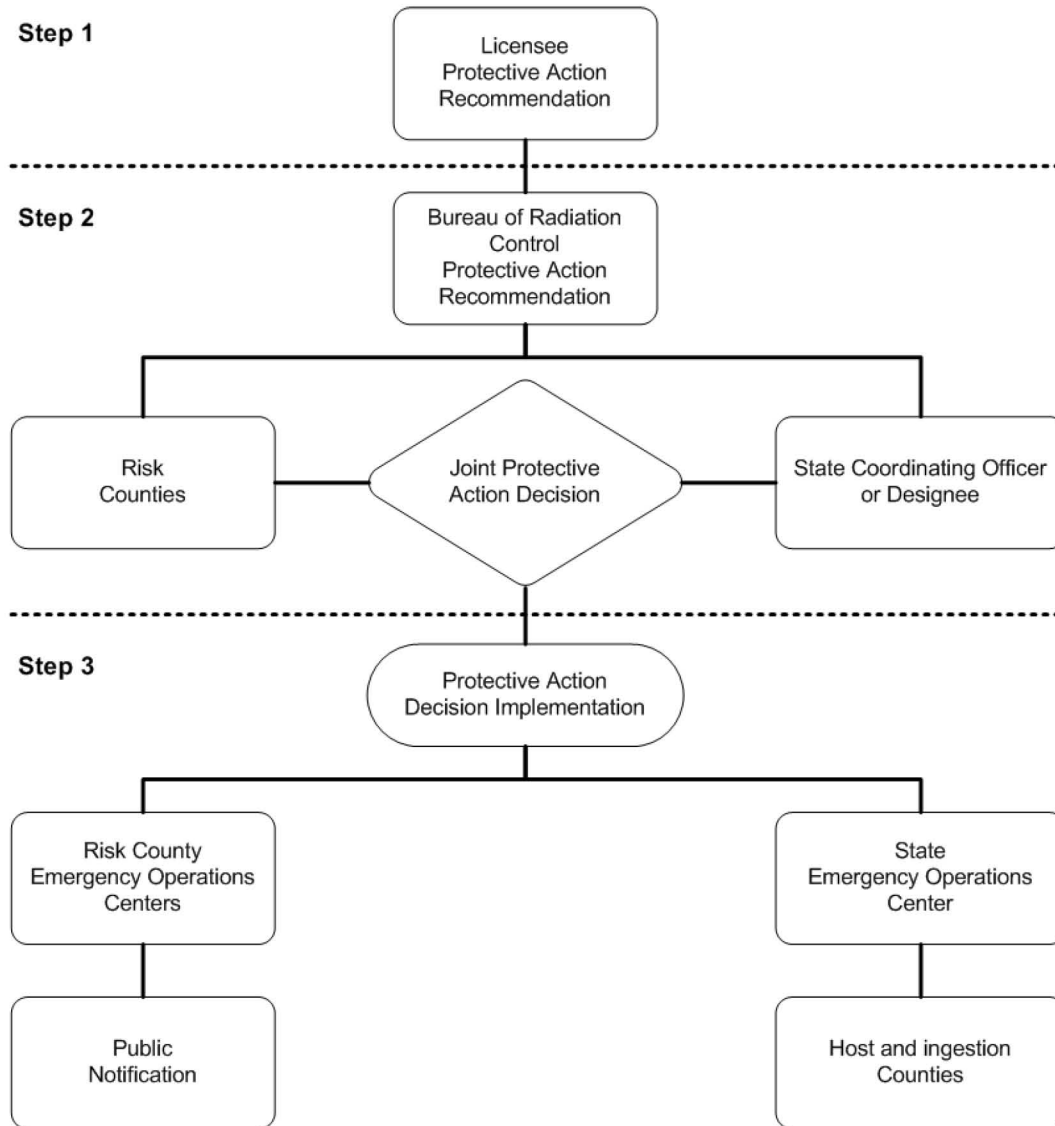 Step 1
Licensee
Protective Action
Recommendation
Step 2
Bureau of Radiation
Control
Protective Action
Recommendation
Risk
Counties
Joint Protective
Action Decision
State Coordinating Officer
or Designee
Step 3
Protective Action
Decision Implementation
Risk County
Emergency Operations
Centers
State
Emergency Operations
Center
Public
Notification
Host and ingestion
Counties